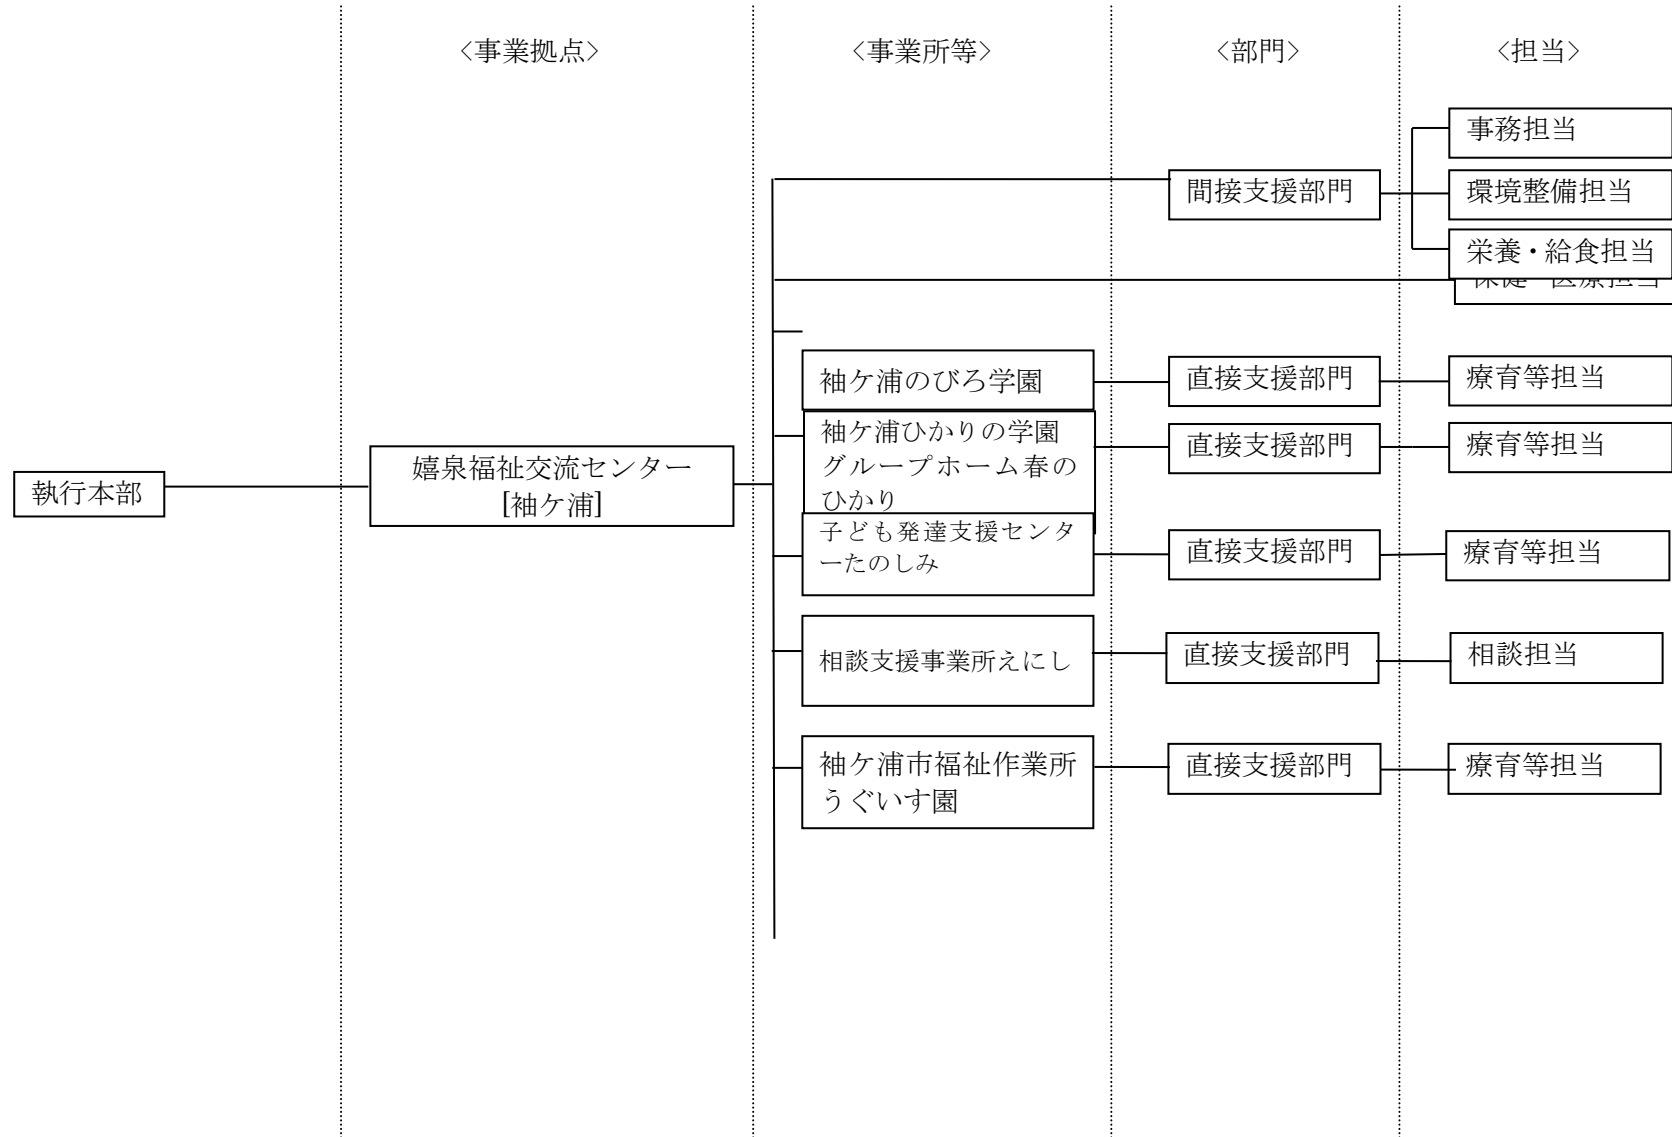 <事業拠点>
<事業所等>
<部門>
<担当>
事務担当
間接支援部門
環境整備担当
栄養・給食担当
袖ケ浦のびろ学園
直接支援部門
療育等担当
袖ケ浦ひかりの学園
グループホーム春の
ひかり
直接支援部門
療育等担当
執行本部
嬉泉福祉交流センター
[袖ケ浦]
子ども発達支援センタ
ーたのしみ
直接支援部門
療育等担当
相談支援事業所えにし
直接支援部門
相談担当
袖ケ浦市福祉作業所
うぐいす園
直接支援部門
療育等担当